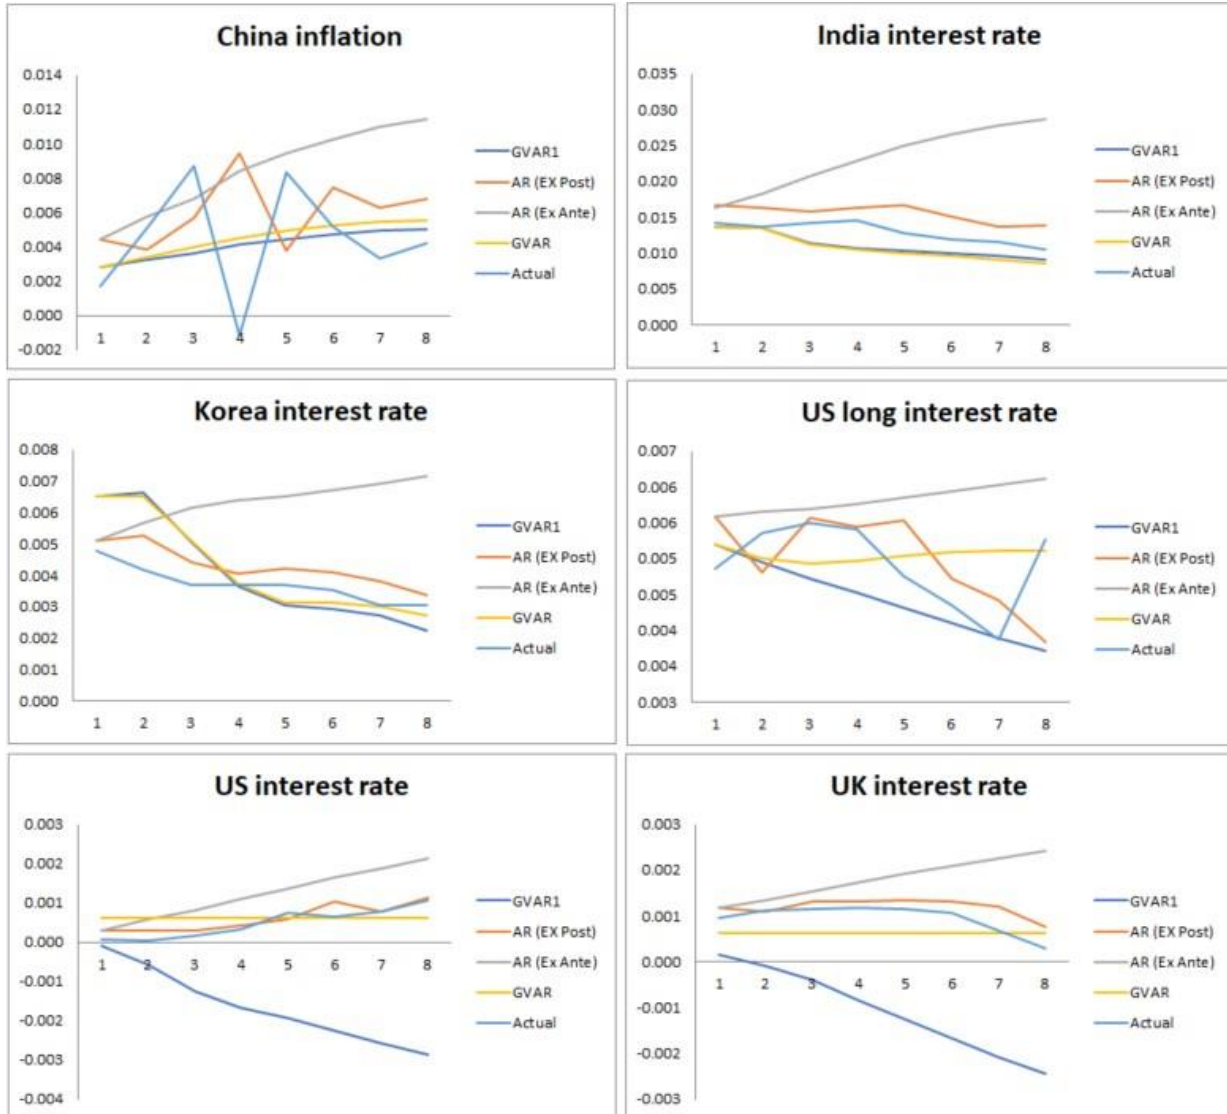 China inflation
0.014
0.012
0.010
0.008
0.006
0.004
0.002
0.000
-0.002
1 2 3 4 5 6 7 8
GVAR1
AR (EX Post)
AR (Ex Ante)
GVAR
Actual
India interest rate
0.035
0.030
0.025
0.020
0.015
0.010
0.005
0.000
1 2 3 4 5 6 7 8
GVAR1
AR (EX Post)
AR (Ex Ante)
GVAR
Actual
Korea interest rate
0.008
0.007
0.006
0.005
0.004
0.003
0.002
0.001
0.000
1 2 3 4 5 6 7 8
GVAR1
AR (EX Post)
AR (Ex Ante)
GVAR
Actual
US long interest rate
0.007
0.006
0.006
0.005
0.005
0.004
0.004
0.003
1 2 3 4 5 6 7 8
GVAR1
AR (EX Post)
AR (Ex Ante)
GVAR
Actual
US interest rate
0.003
0.002
0.001
0.000
-0.001
-0.002
-0.003
-0.004
1 2 3 4 5 6 7 8
GVAR1
AR (EX Post)
AR (Ex Ante)
GVAR
Actual
UK interest rate
0.003
0.002
0.001
0.000
-0.001
-0.002
-0.003
1 2 3 4 5 6 7 8
GVAR1
AR (EX Post)
AR (Ex Ante)
GVAR
Actual